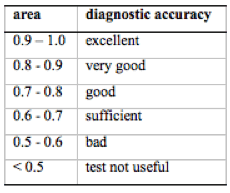 area diagnostic accuracy
0.9 – 1.0 excellent
0.8 - 0.9 very good
0.7 - 0.8 good
0.6 - 0.7 sufficient
0.5 - 0.6 bad
< 0.5 test not useful